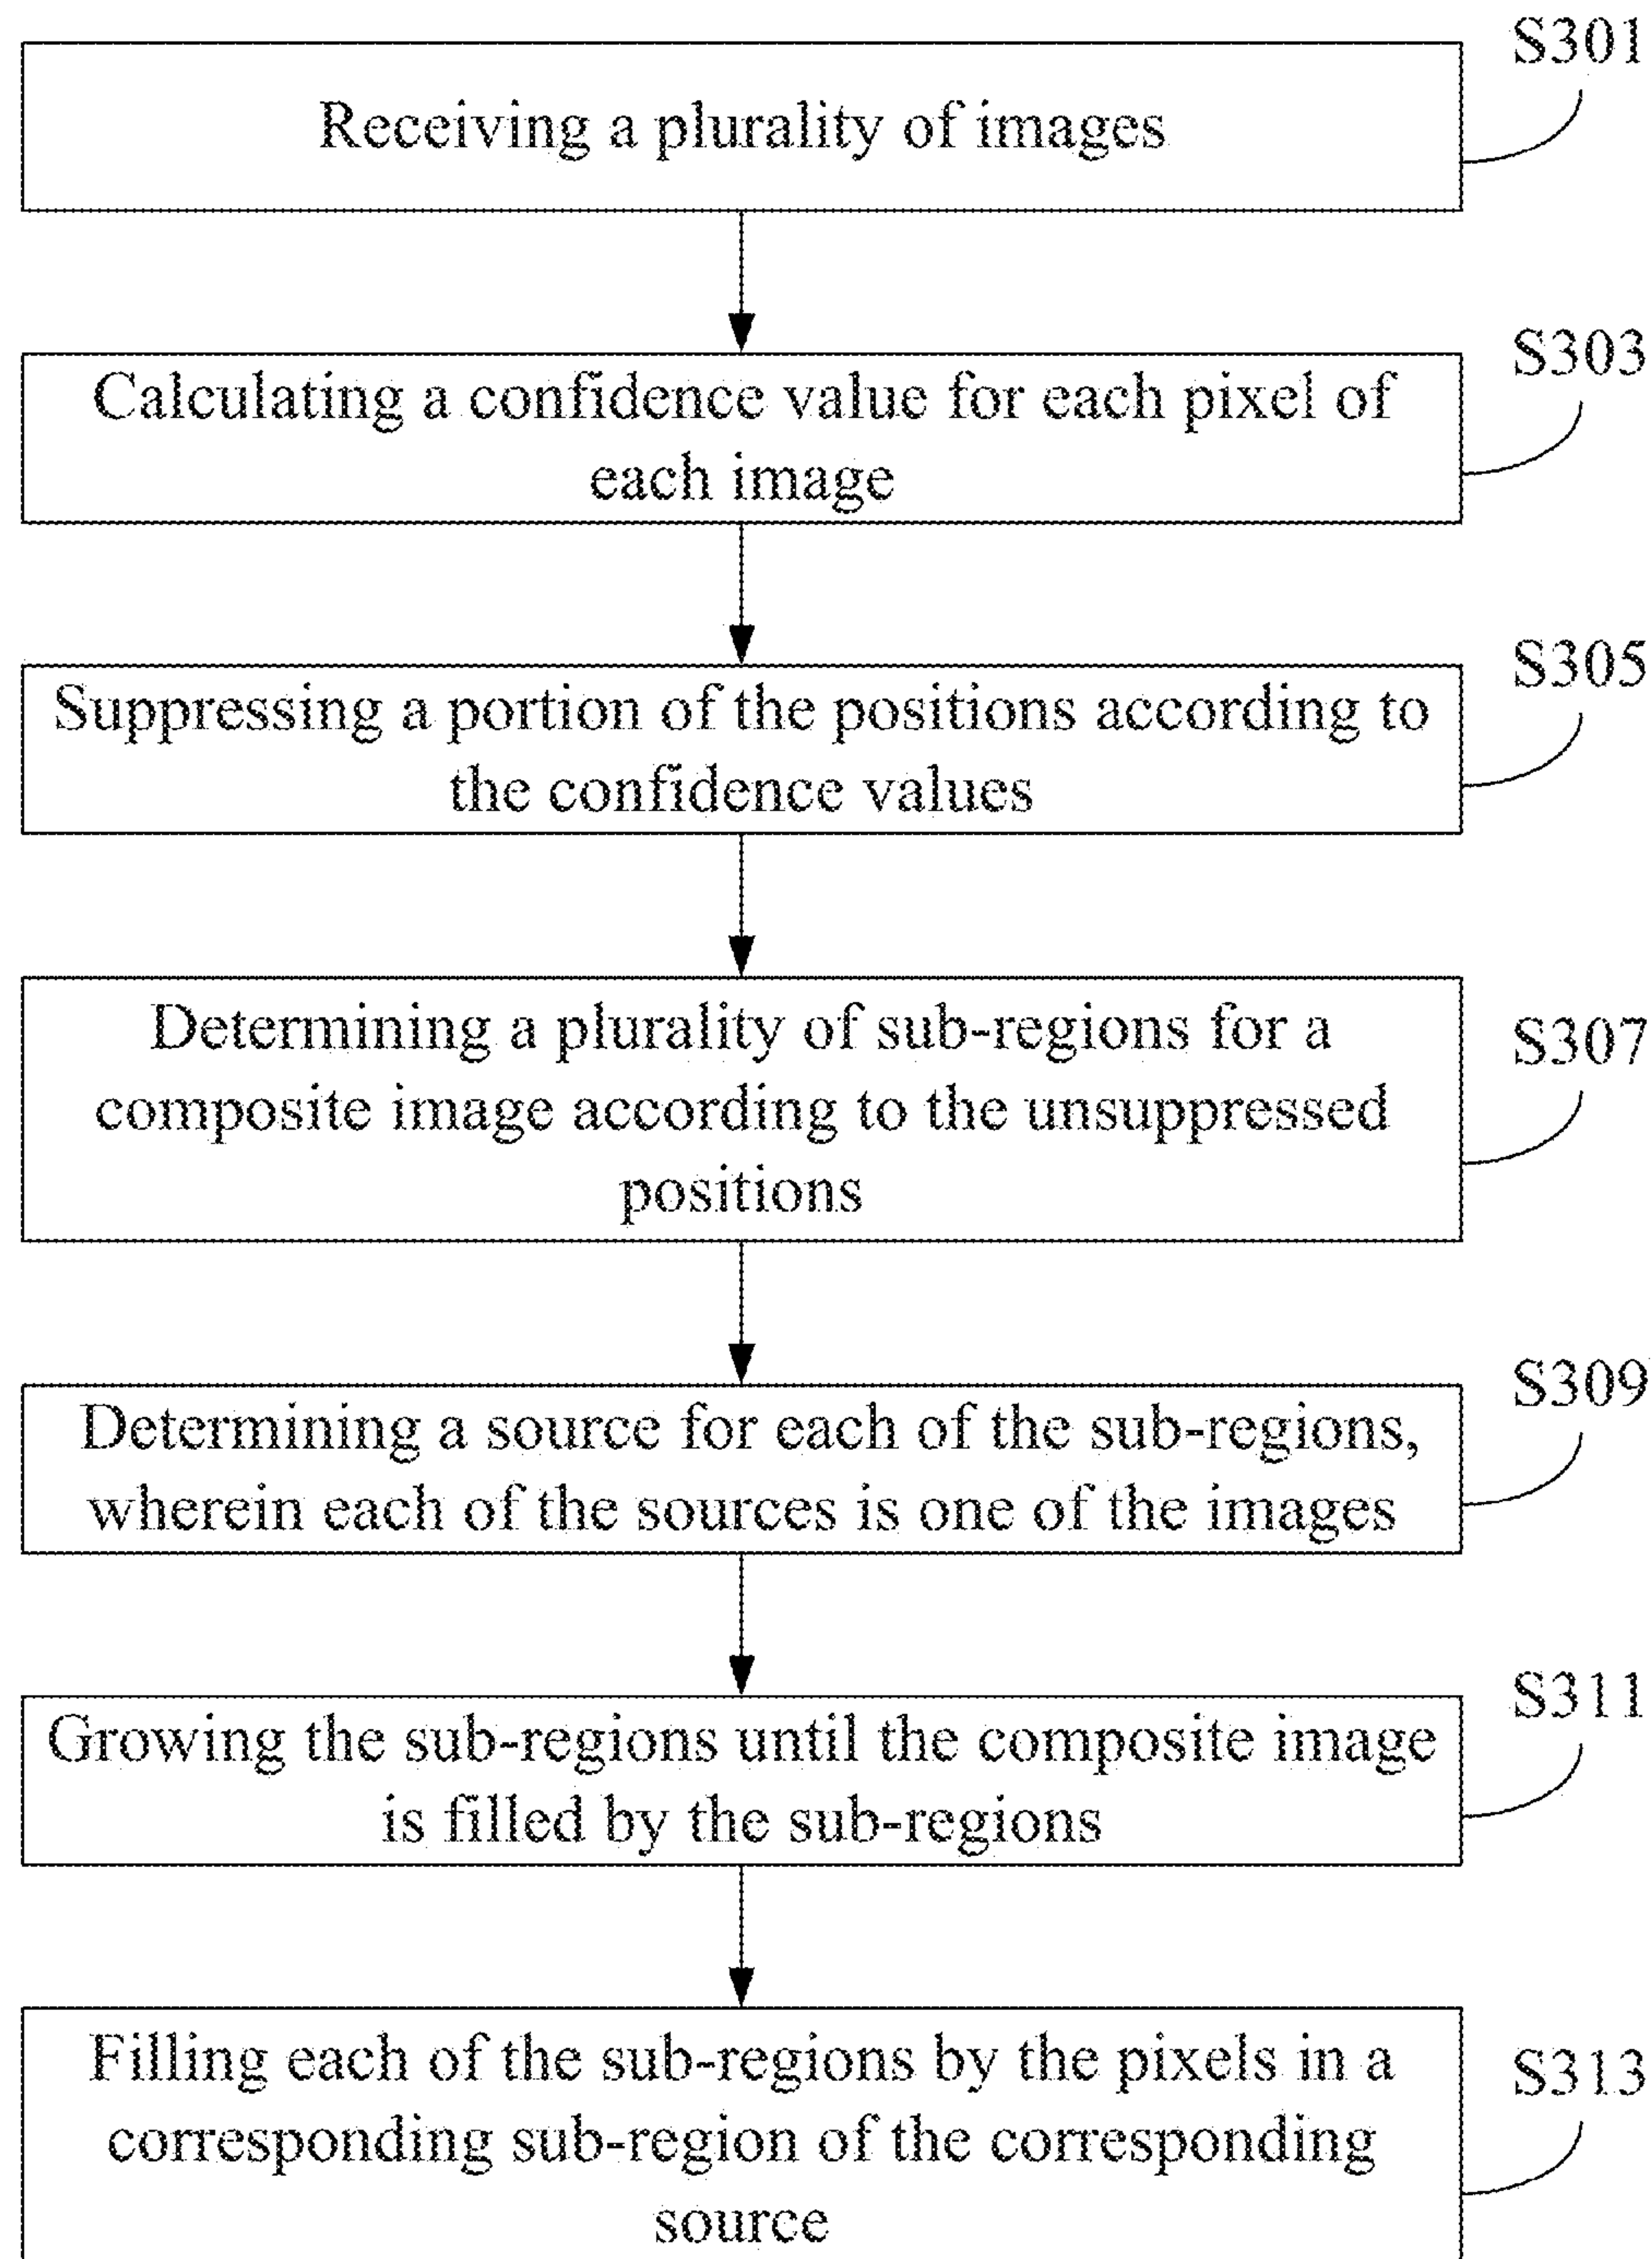 S301
Receiving a plurality of images
S303
Calculating a confidence value for each pixel of
each image
S305
Suppressing a portion of the positions according to
the confidence values
S307
Determining a plurality of sub-regions for a
composite image according to the unsuppressed
positions
S309
Determining a source for each of the sub-regions,
wherein each of the sources is one of the images
S311
Growing the sub-regions until the composite image
is filled by the sub-regions
S313
Filling each of the sub-regions by the pixels in a
corresponding sub-region of the corresponding
source